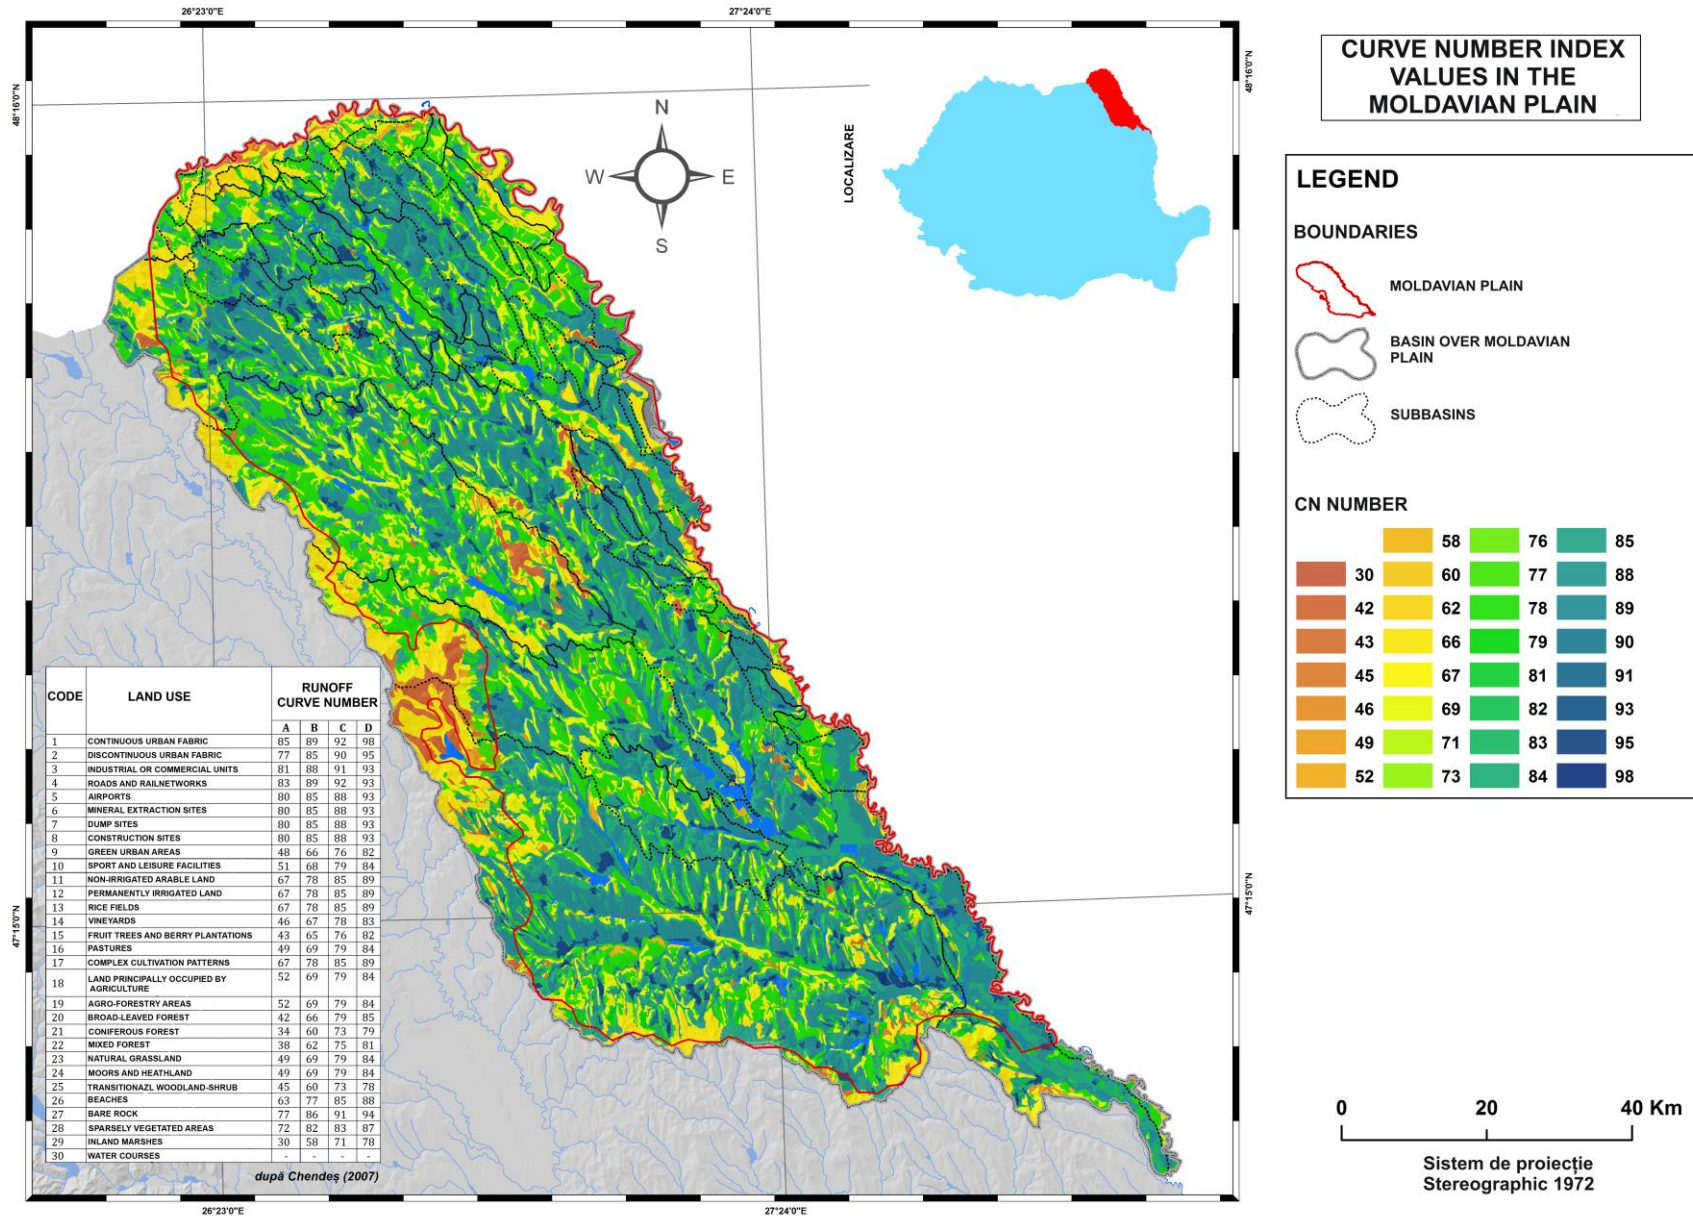 26°23'0"E
27°24'0"E
48°16'0"N
48°16'0"N
N
W
E
S
LOCALIZARE
CURVE NUMBER INDEX
VALUES IN THE
MOLDAVIAN PLAIN
LEGEND
BOUNDARIES
MOLDAVIAN PLAIN
BASIN OVER MOLDAVIAN
PLAIN
SUBBASINS
CN NUMBER
58 76 85
30 60 77 88
42 62 78 89
43 66 79 90
45 67 81 91
46 69 82 93
49 71 83 95
52 73 84 98
CODE LAND USE RUNOFF
CURVE NUMBER
A B C D
1 CONTINUOUS URBAN FABRIC 85 89 92 98
2 DISCONTINUOUS URBAN FABRIC 77 85 90 95
3 INDUSTRIAL OR COMMERCIAL UNITS 81 88 91 93
4 ROADS AND RAILNETWORKS 83 89 92 93
5 AIRPORTS 80 85 88 93
6 MINERAL EXTRACTION SITES 80 85 88 93
7 DUMP SITES 80 85 88 93
8 CONSTRUCTION SITES 80 85 88 93
9 GREEN URBAN AREAS 48 66 76 82
10 SPORT AND LEISURE FACILITIES 51 68 79 84
11 NON-IRRIGATED ARABLE LAND 67 78 85 89
12 PERMANENTLY IRRIGATED LAND 67 78 85 89
13 RICE FIELDS 67 78 85 89
14 VINEYARDS 46 67 78 83
15 FRUIT TREES AND BERRY PLANTATIONS 43 65 76 82
16 PASTURES 49 69 79 84
17 COMPLEX CULTIVATION PATTERNS 67 78 85 89
18 LAND PRINCIPALLY OCCUPIED BY 52 69 79 84
AGRICULTURE
19 AGRO-FORESTRY AREAS 52 69 79 84
20 BROAD-LEAVED FOREST 42 66 79 85
21 CONIFEROUS FOREST 34 60 73 79
22 MIXED FOREST 38 62 75 81
23 NATURAL GRASSLAND 49 69 79 84
24 MOORS AND HEATHLAND 49 69 79 84
25 TRANSITIONAZL WOODLAND-SHRUB 45 60 73 78
26 BEACHES 63 77 85 88
27 BARE ROCK 77 86 91 94
28 SPARSELY VEGETATED AREAS 72 82 83 87
29 INLAND MARSHES 30 58 71 78
30 WATER COURSES - - - -
după Chendeș (2007)
47°15'0"N
47°15'0"N
26°23'0"E
27°24'0"E
0 20 40 Km
Sistem de proiecție
Stereographic 1972